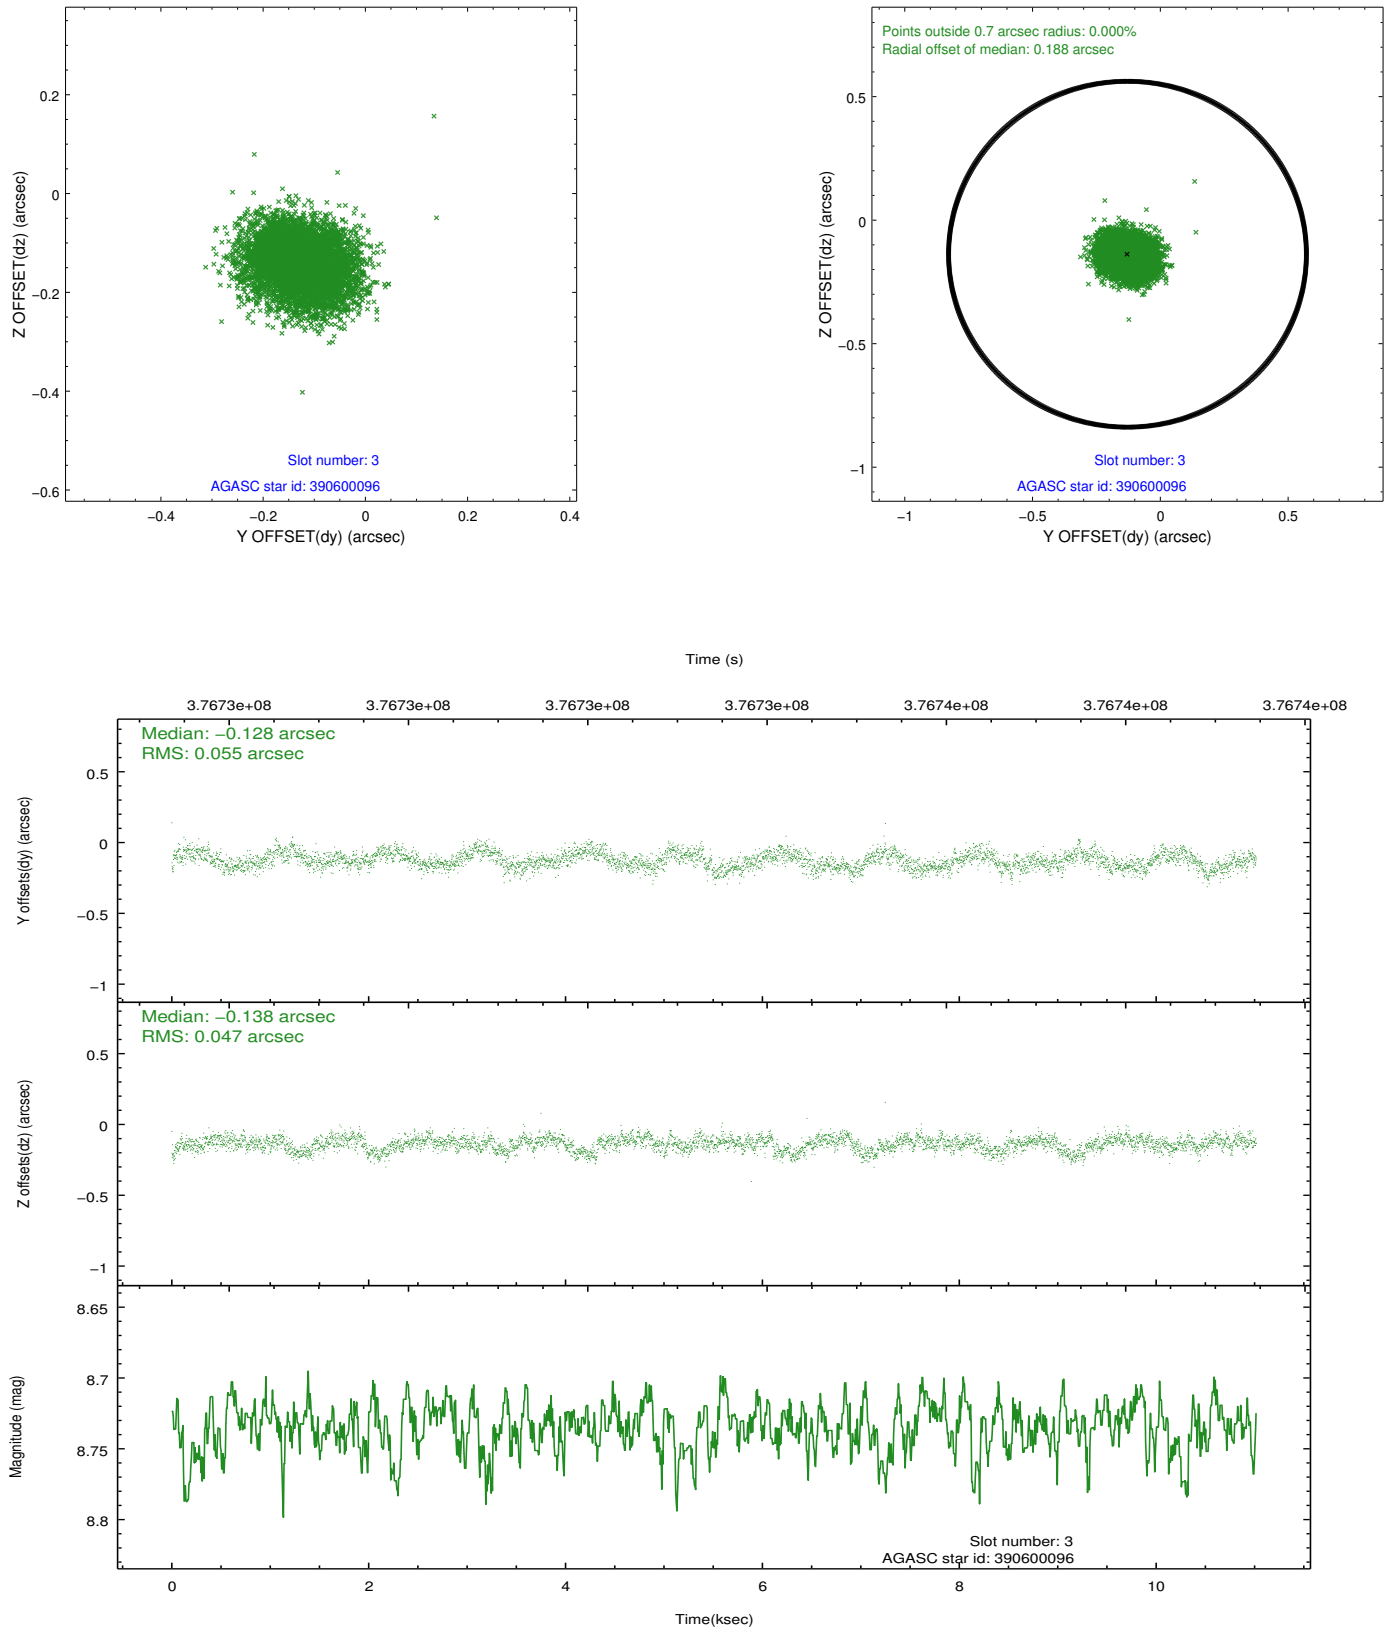 0.2
0
−0.2
−0.4
−0.6
Z OFFSET(dz) (arcsec)
Slot number: 3
AGASC star id: 390600096
−0.4
−0.2
0
0.2
0.4
Y OFFSET(dy) (arcsec)
Points outside 0.7 arcsec radius: 0.000%
Radial offset of median: 0.188 arcsec
0.5
0
−0.5
−1
Z OFFSET(dz) (arcsec)
Slot number: 3
AGASC star id: 390600096
−1
−0.5
0
0.5
Y OFFSET(dy) (arcsec)
Time (s)
3.7673e+08
3.7673e+08
3.7673e+08
3.7673e+08
3.7674e+08
3.7674e+08
3.7674e+08
Median: −0.128 arcsec
RMS: 0.055 arcsec
0.5
0
−0.5
−1
Y offsets(dy) (arcsec)
Median: −0.138 arcsec
RMS: 0.047 arcsec
0.5
0
−0.5
−1
Z offsets(dz) (arcsec)
8.65
8.7
8.75
8.8
Magnitude (mag)
Slot number: 3
AGASC star id: 390600096
0
2
4
6
8
10
Time(ksec)